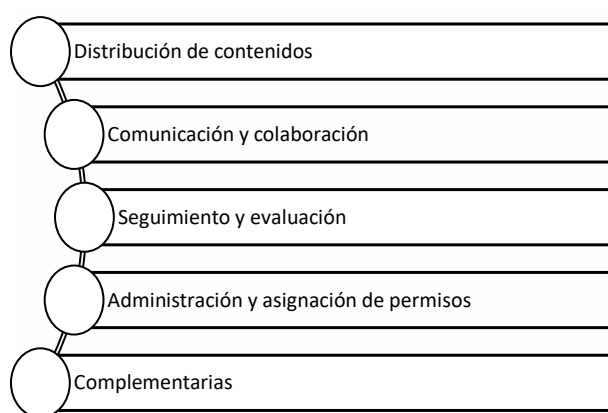 Distribución de contenidos
Comunicación y colaboración
Seguimiento y evaluación
Administración y asignación de permisos
Complementarias